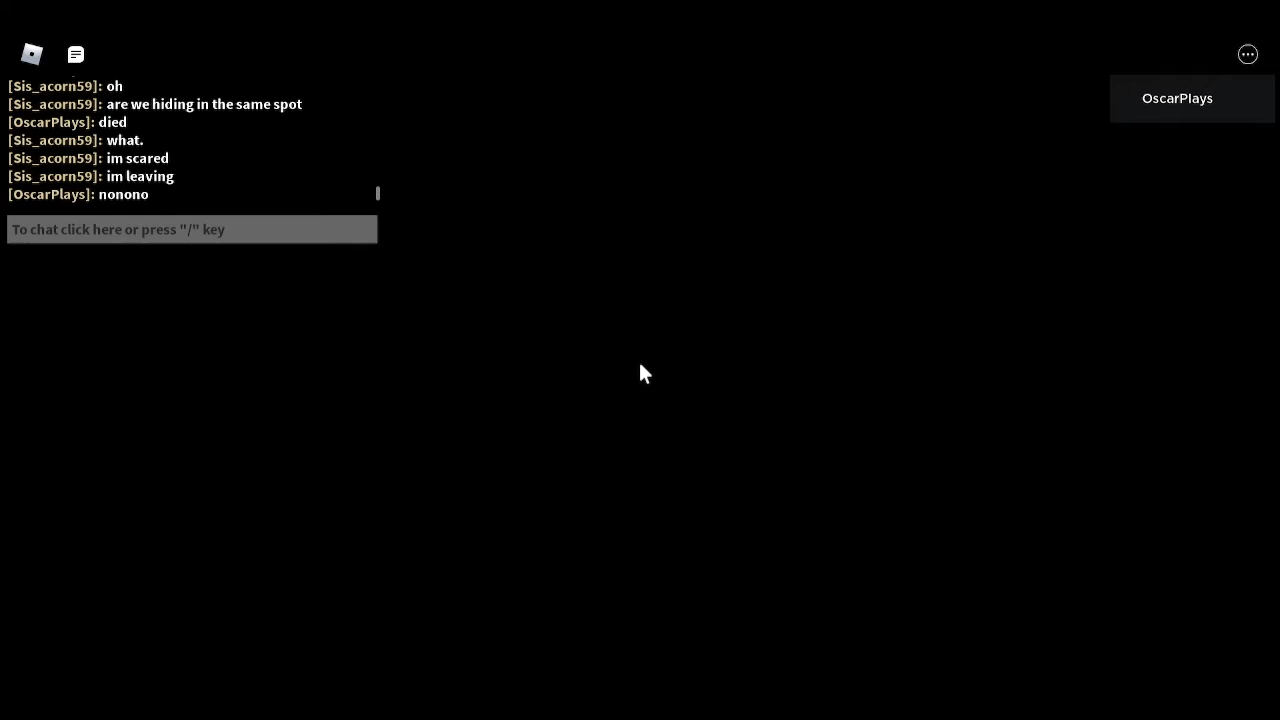 [Sis_acorn59]: oh
[Sis_acorn59]: are we hiding in the same spot
[OscarPlays]: died
[Sis_acorn59]: what.
[Sis_acorn59]: im scared
[Sis_acorn59]: im leaving
[OscarPlays]: nonono
To chat click here or press "/" key
OscarPlays